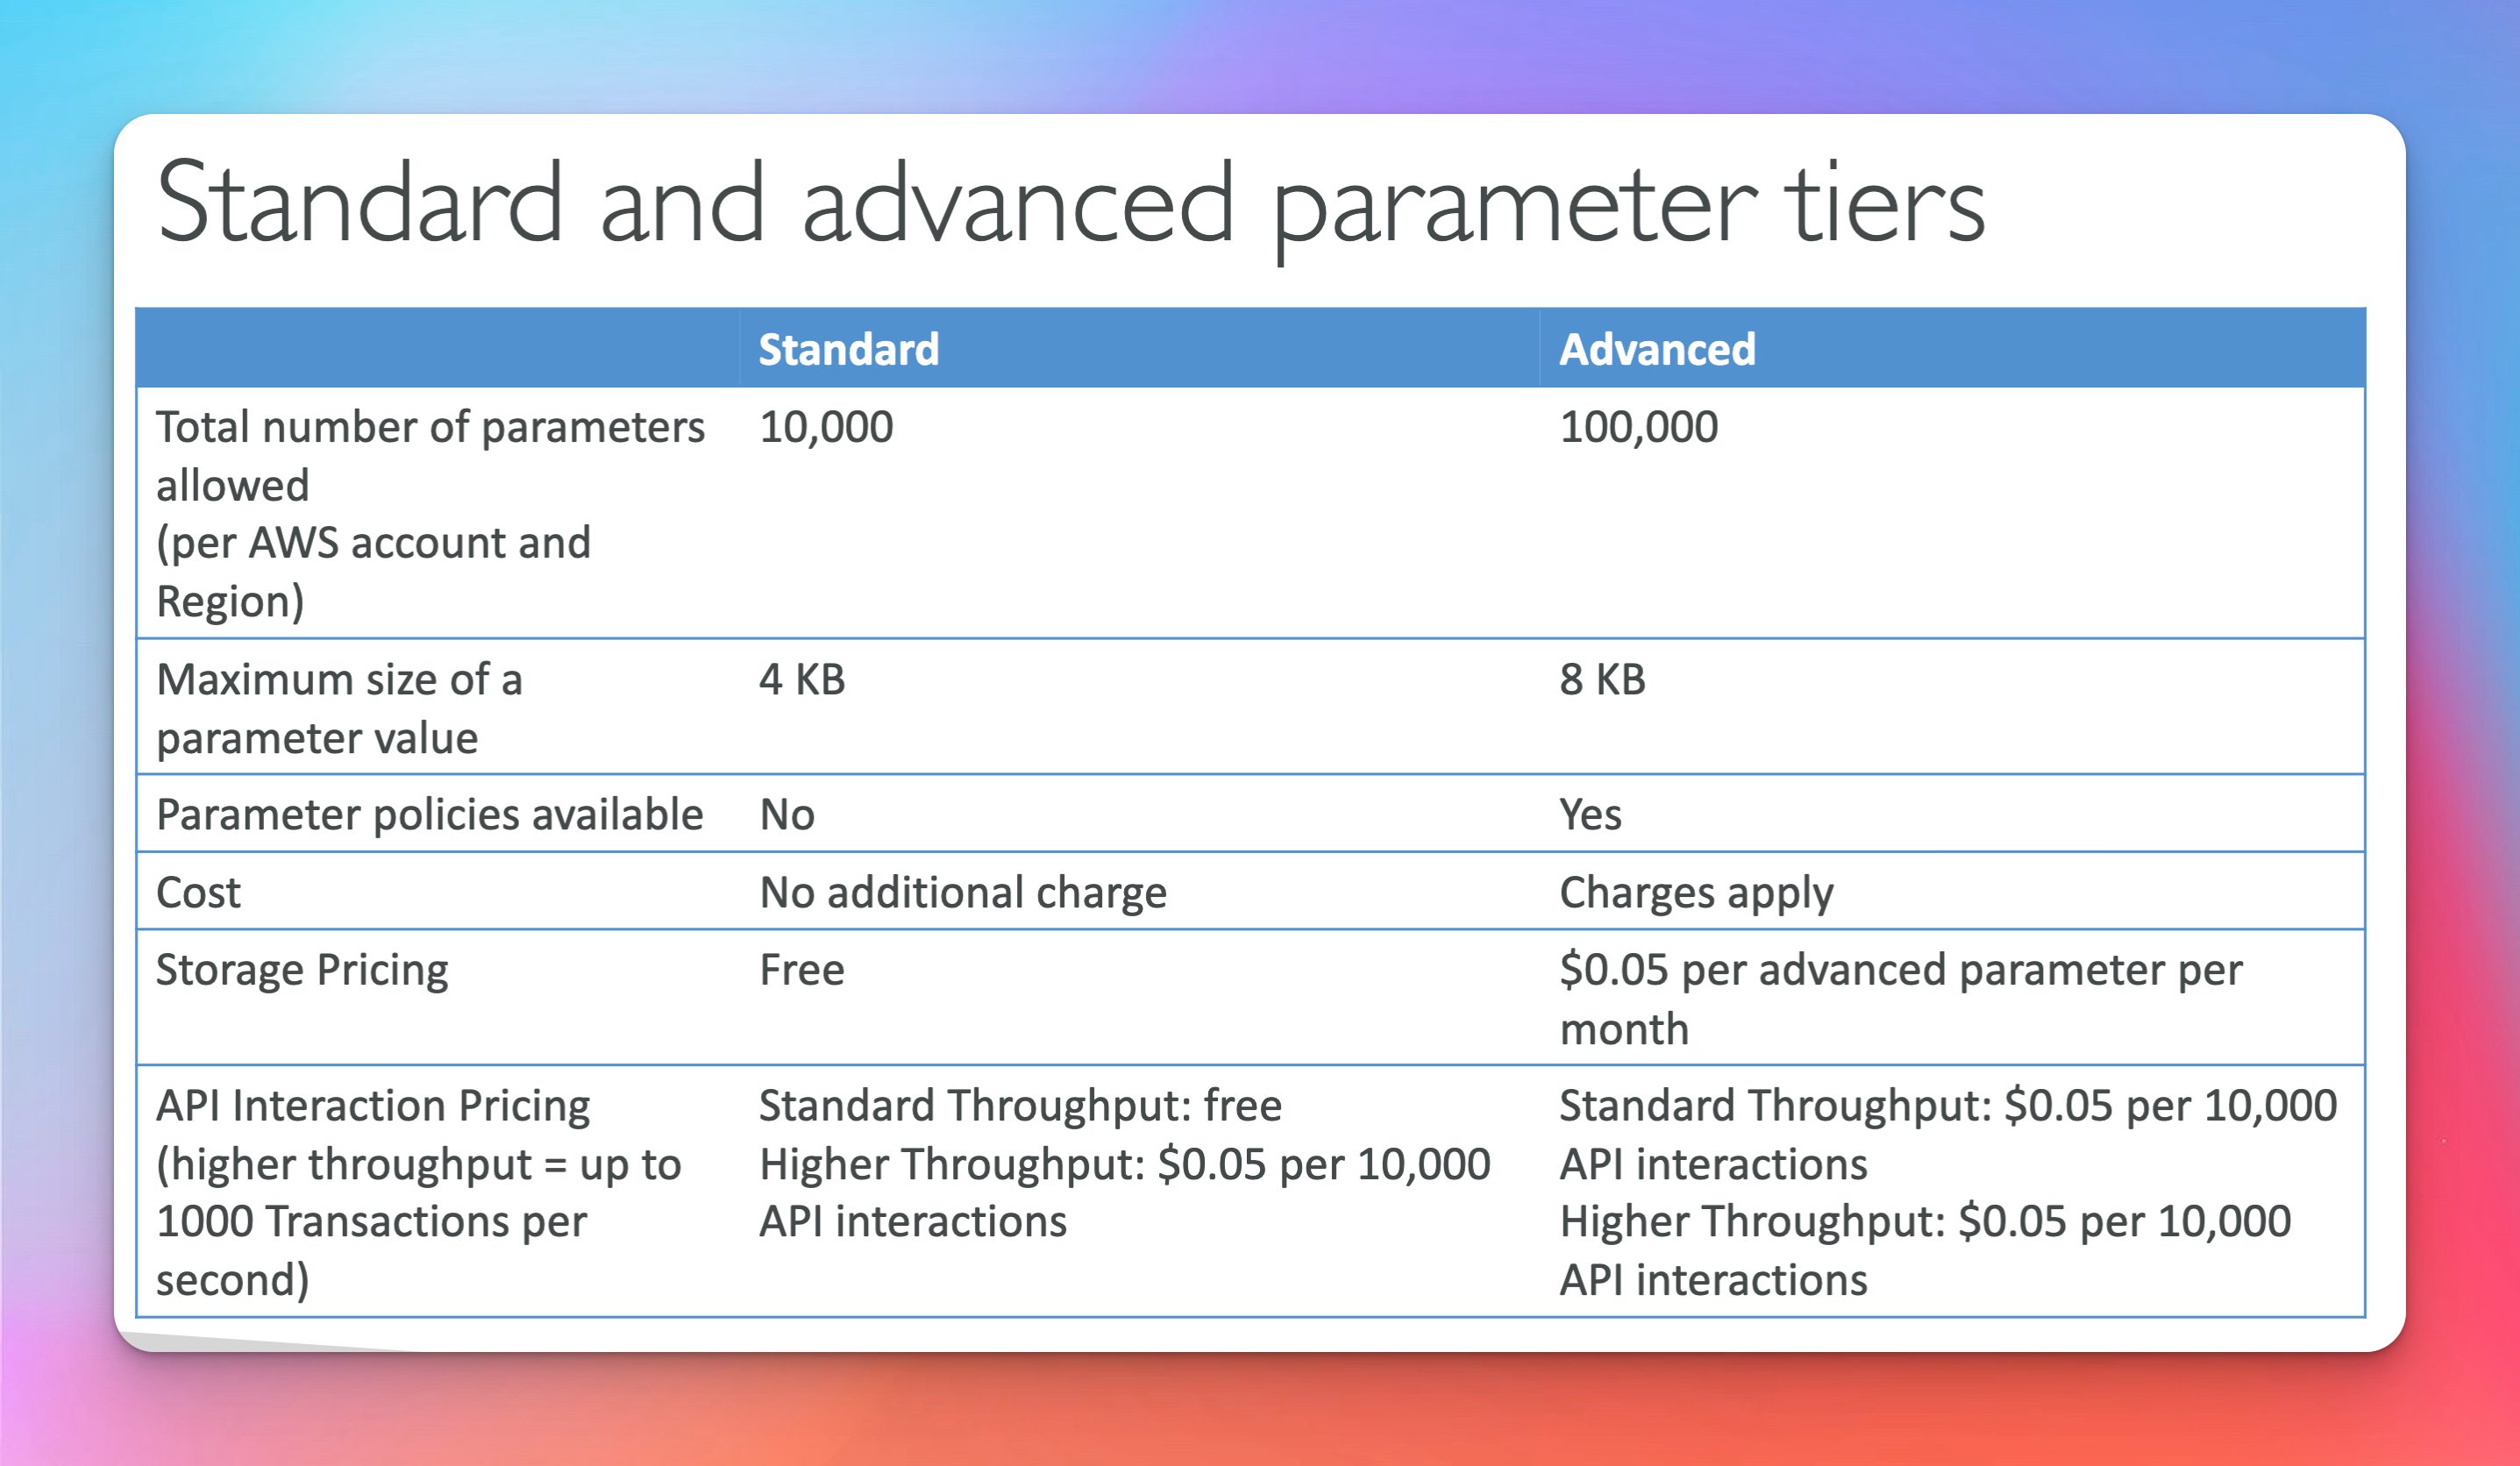 Standard and advanced parameter tiers
Standard
Advanced
Total number of parameters
allowed
(per AWS account and
Region)
10,000
100,000
Maximum size of a
parameter value
4 KB
8 KB
Parameter policies available
No
Yes
Cost
No additional charge
Charges apply
Storage Pricing
Free
$0.05 per advanced parameter per
month
API Interaction Pricing
(higher throughput = up to
1000 Transactions per
second)
Standard Throughput: free
Higher Throughput: $0.05 per 10,000
API interactions
Standard Throughput: $0.05 per 10,000
API interactions
Higher Throughput: $0.05 per 10,000
API interactions